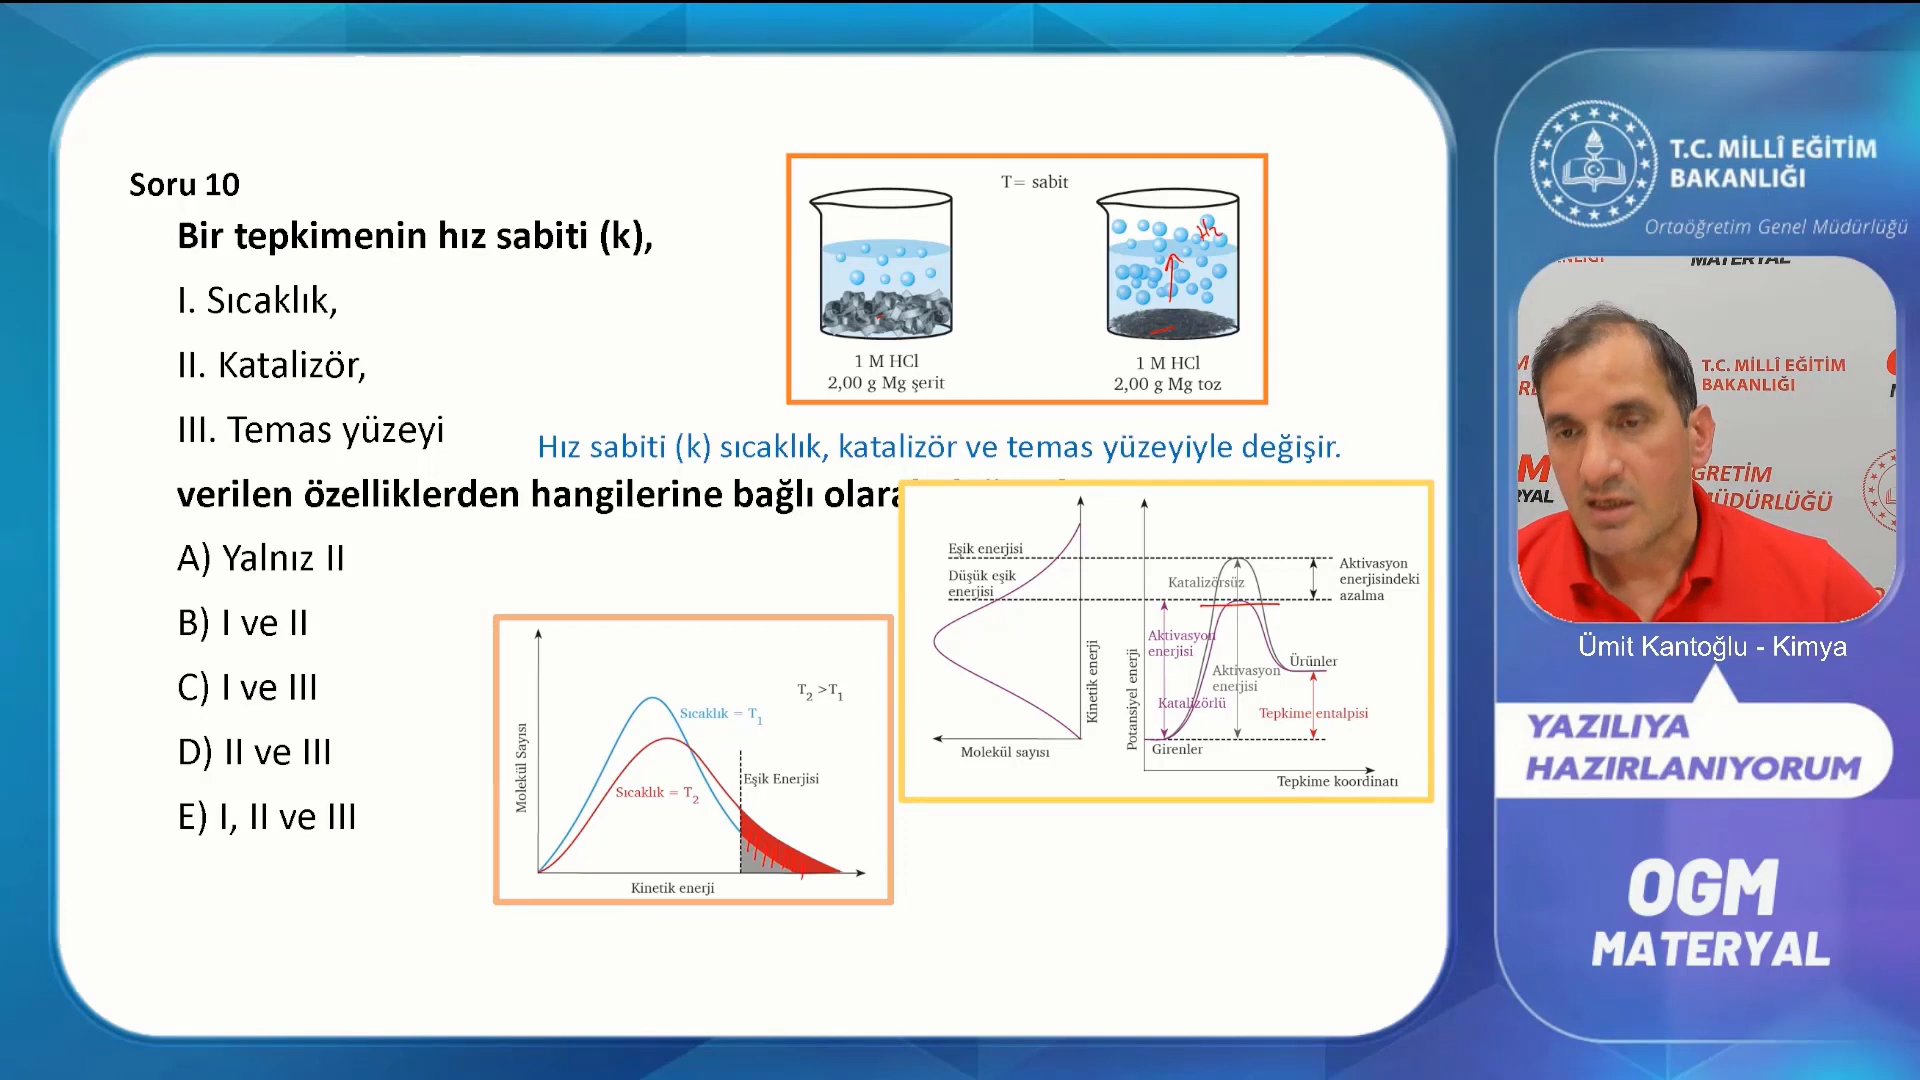 Soru 10
Bir tepkimenin hız sabiti (k),
I. Sıcaklık,
II. Katalizör,
III. Temas yüzeyi
Hız sabiti (k) sıcaklık, katalizör ve temas yüzeyiyle değişir.
verilen özelliklerden hangilerine bağlı
A) Yalnız II
B) I ve II
C) I ve III
D) II ve III
E) I, II ve III
T= sabit
H2
1 M HCl
2,00 g Mg şerit
1 M HCl
2,00 g Mg toz
Molekül Sayısı
T2 >T1
Sıcaklık = T1
Sıcaklık = T2
Eşik Enerjisi
Kinetik enerji
Eşik enerjisi
Düşük eşik
enerjisi
Kinetik enerji
Molekül sayısı
Potansiyel enerji
Katalizörsüz
Aktivasyon
enerjisindeki
azalma
Aktivasyon
enerjisi
Aktivasyon
enerjisi
Katalizörlü
Ürünler
Tepkime entalpisi
Girenler
Tepkime koordinatı
T.C. MİLLÎ EĞİTİM
BAKANLIĞI
Ortaöğretim Genel Müdürlüğü
MATERYAL
T.C. MİLLÎ EĞİTİM
BAKANLIĞI
Ümit Kantoğlu - Kimya
YAZILIYA
HAZIRLANIYORUM
OGM
MATERYAL